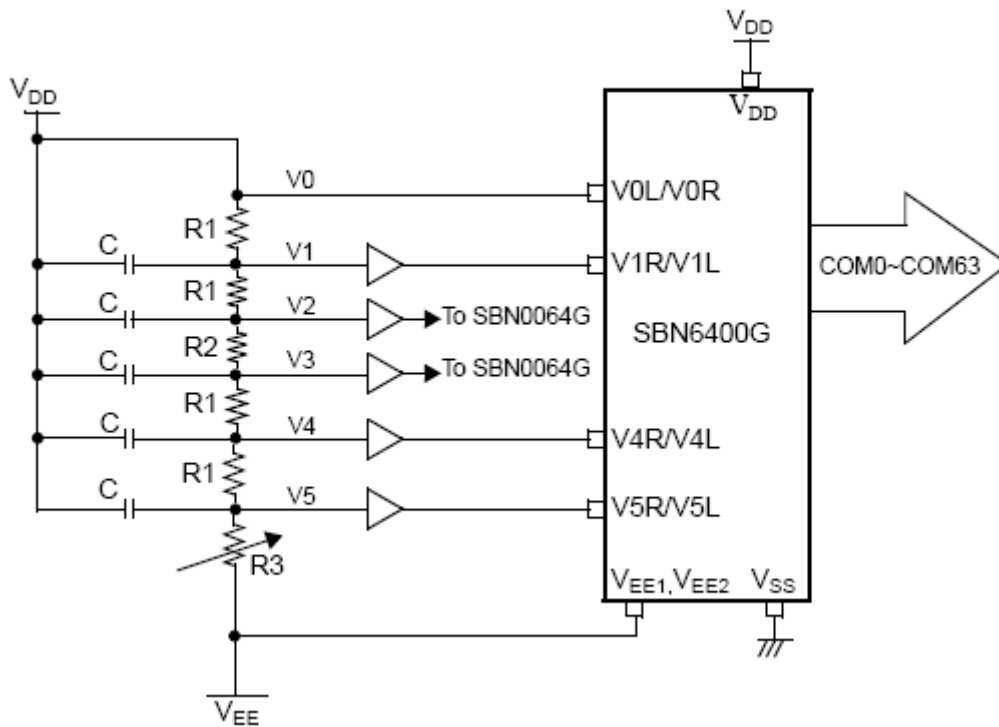 VDD
VDD
VDD
V0
V0L/V0R
R1
C
V1
V1R/V1L
COM0~COM63
R1
C
V2
To SBN0064G
SBN6400G
R2
C
V3
To SBN0064G
R1
C
V4
V4R/V4L
R1
C
V5
V5R/V5L
R3
VEE1,VEE2
VSS
VEE